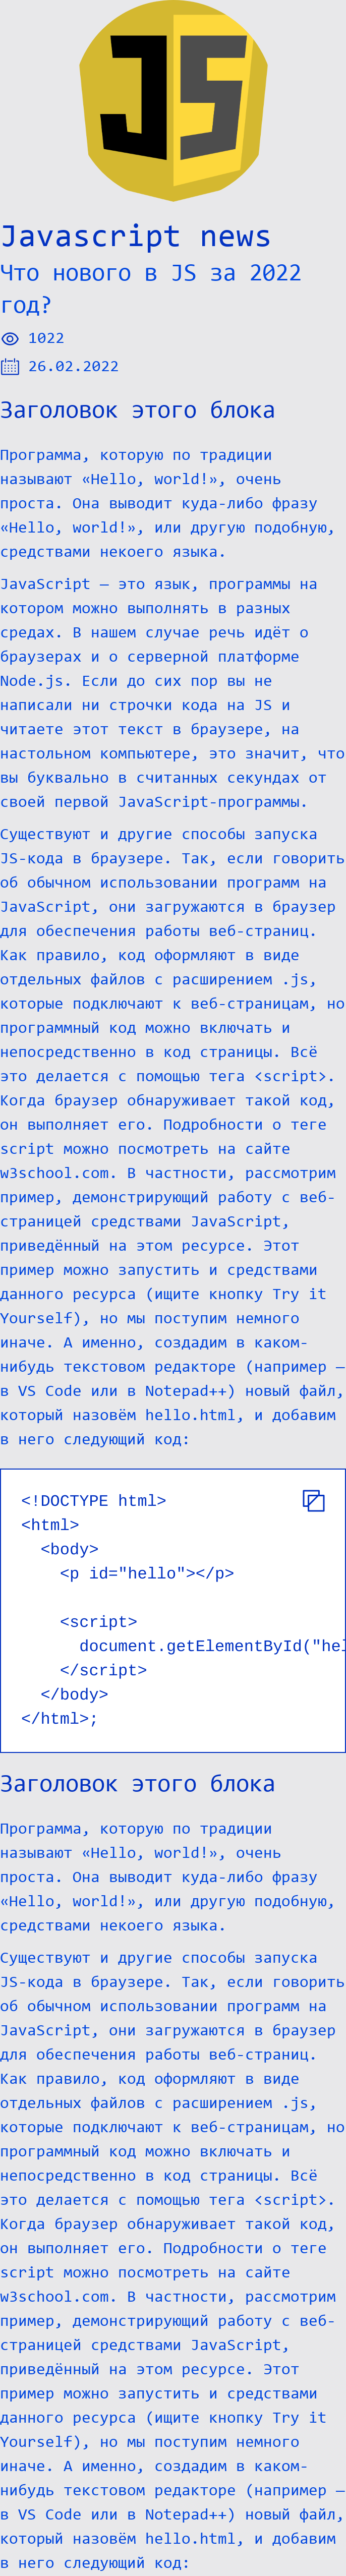 JS
Javascript news
Что нового в JS за 2022
год?
1022
26.02.2022
Заголовок этого блока
Программа, которую по традиции
называют «Hello, world!», очень
проста. Она выводит куда-либо фразу
«Hello, world!», или другую подобную,
средствами некоего языка.
JavaScript — это язык, программы на
котором можно выполнять в разных
средах. В нашем случае речь идёт о
браузерах и о серверной платформе
Node.js. Если до сих пор вы не
написали ни строчки кода на JS и
читаете этот текст в браузере, на
настольном компьютере, это значит, что
вы буквально в считанных секундах от
своей первой JavaScript-программы.
Существуют и другие способы запуска
JS-кода в браузере. Так, если говорить
об обычном использовании программ на
JavaScript, они загружаются в браузер
для обеспечения работы веб-страниц.
Как правило, код оформляют в виде
отдельных файлов с расширением .js,
которые подключают к веб-страницам, но
программный код можно включать и
непосредственно в код страницы. Всё
это делается с помощью тега <script>.
Когда браузер обнаруживает такой код,
он выполняет его. Подробности о теге
script можно посмотреть на сайте
w3school.com. В частности, рассмотрим
пример, демонстрирующий работу с веб-
страницей средствами JavaScript,
приведённый на этом ресурсе. Этот
пример можно запустить и средствами
данного ресурса (ищите кнопку Try it
Yourself), но мы поступим немного
иначе. А именно, создадим в каком-
нибудь текстовом редакторе (например —
в VS Code или в Notepad++) новый файл,
который назовём hello.html, и добавим
в него следующий код:
<!DOCTYPE html>
<html>
<body>
<p id="hello"></p>
<script>
document.getElementById("hel
</script>
</body>
</html>;
Заголовок этого блока
Программа, которую по традиции
называют «Hello, world!», очень
проста. Она выводит куда-либо фразу
«Hello, world!», или другую подобную,
средствами некоего языка.
Существуют и другие способы запуска
JS-кода в браузере. Так, если говорить
об обычном использовании программ на
JavaScript, они загружаются в браузер
для обеспечения работы веб-страниц.
Как правило, код оформляют в виде
отдельных файлов с расширением .js,
которые подключают к веб-страницам, но
программный код можно включать и
непосредственно в код страницы. Всё
это делается с помощью тега <script>.
Когда браузер обнаруживает такой код,
он выполняет его. Подробности о теге
script можно посмотреть на сайте
w3school.com. В частности, рассмотрим
пример, демонстрирующий работу с веб-
страницей средствами JavaScript,
приведённый на этом ресурсе. Этот
пример можно запустить и средствами
данного ресурса (ищите кнопку Try it
Yourself), но мы поступим немного
иначе. А именно, создадим в каком-
нибудь текстовом редакторе (например —
в VS Code или в Notepad++) новый файл,
который назовём hello.html, и добавим
в него следующий код: